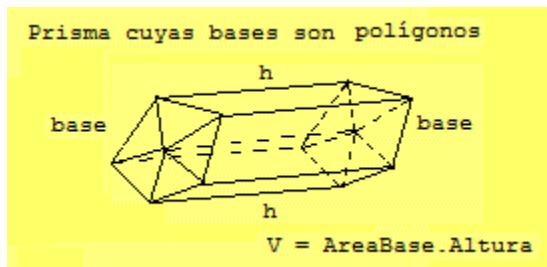 Prisma cuyas bases son polígonos
h
base
base
h
V = AreaBase.Altura